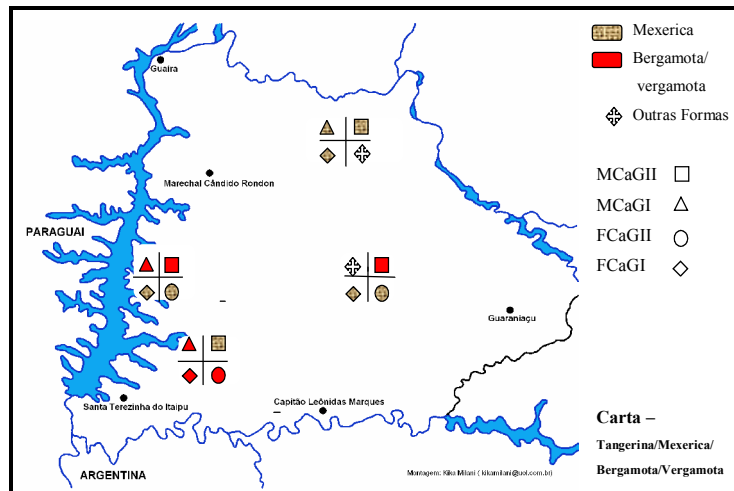 Mexerica
Bergamota/
vergamota
Outras Formas
MCaGII
MCaGI
FCaGII
FCaGI
Guaíra
Marechal Cândido Rondon
PARAGUAI
Guaraniaçu
Santa Terezinha do Itaipu
Capitão Leônidas Marques
ARGENTINA
Montagem: Kika Milani ( kikamilani@uol.com.br)
Carta –
Tangerina/Mexerica/
Bergamota/Vergamota